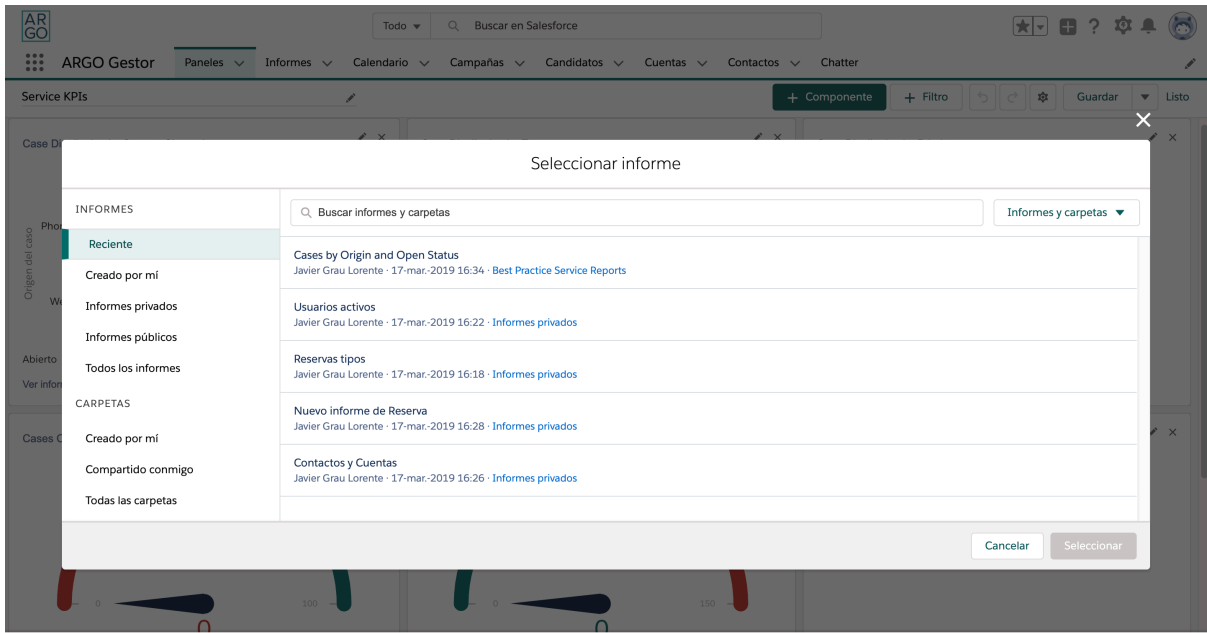 AR
GO
Todo
Buscar en Salesforce
ARGO Gestor
Paneles
Informes
Calendario
Campañas
Candidatos
Cuentas
Contactos
Chatter
Service KPIs
+ Componente
+ Filtro
Guardar
Listo
Seleccionar informe
INFORMES
Reciente
Creado por mí
Informes privados
Informes públicos
Todos los informes
CARPETAS
Creado por mí
Compartido conmigo
Todas las carpetas
Buscar informes y carpetas
Informes y carpetas
Cases by Origin and Open Status
Javier Grau Lorente · 17-mar.-2019 16:34 · Best Practice Service Reports
Usuarios activos
Javier Grau Lorente · 17-mar.-2019 16:22 · Informes privados
Reservas tipos
Javier Grau Lorente · 17-mar.-2019 16:18 · Informes privados
Nuevo informe de Reserva
Javier Grau Lorente · 17-mar.-2019 16:28 · Informes privados
Contactos y Cuentas
Javier Grau Lorente · 17-mar.-2019 16:26 · Informes privados
Cancelar
Seleccionar
Case
Origen del caso
Abierto
Ver
Cases
0
100
0
0
150
0